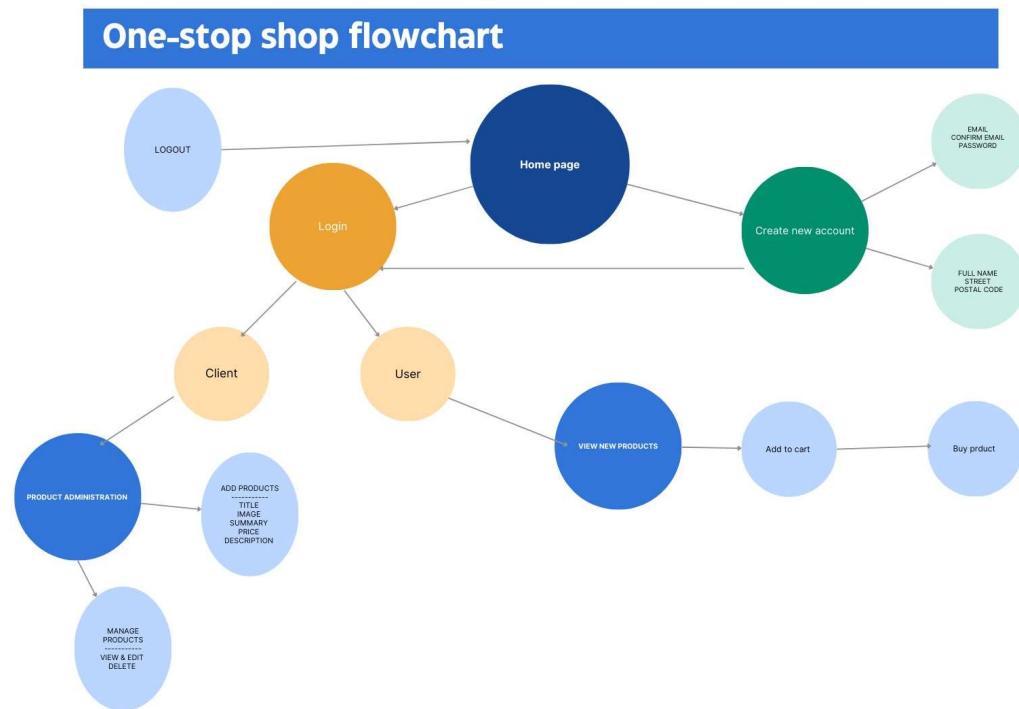 One-stop shop flowchart
LOGOUT
Home page
EMAIL
CONFIRM EMAIL
PASSWORD
Login
Create new account
FULL NAME
STREET
POSTAL CODE
Client
User
VIEW NEW PRODUCTS
Add to cart
Buy prduct
PRODUCT ADMINISTRATION
ADD PRODUCTS
-----------
TITLE
IMAGE
SUMMARY
PRICE
DESCRIPTION
MANAGE
PRODUCTS
-----------
VIEW & EDIT
DELETE